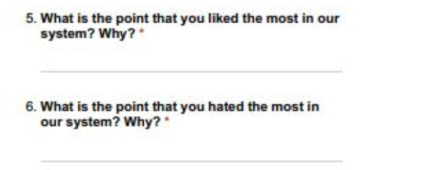 5. What is the point that you liked the most in our
system? Why? *
6. What is the point that you hated the most in
our system? Why? *